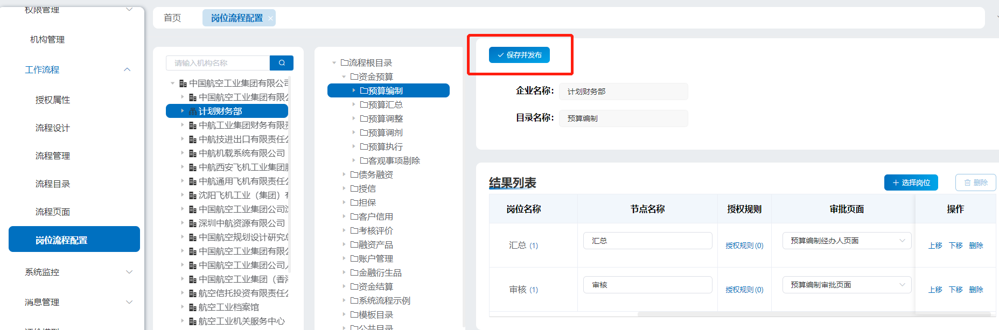 权限管理
机构管理
工作流程
授权属性
流程设计
流程管理
流程目录
流程页面
岗位流程配置
系统监控
消息管理
首页
岗位流程配置
请输入机构名称
中国航空工业集团有限公司
中国航空工业集团有限公
计划财务部
中航工业集团财务有限责
中航技进出口有限责任公
中航机载系统有限公司
中航西安飞机工业集团股
中航通用飞机有限责任公
沈阳飞机工业（集团）有
中国航空工业集团公司沈
深圳中航资源有限公司
中国航空规划设计研究总
中国航空工业集团有限公
中国航空工业集团公司
中国航空工业集团（香港
航空信托投资有限责任公
航空工业档案馆
航空工业机关服务中心
流程根目录
资金预算
预算编制
预算汇总
预算调整
预算调剂
预算执行
客观事项剔除
债务融资
授信
担保
客户信用
考核评价
融资产品
账户管理
金融衍生品
资金结算
系统流程示例
模板目录
公共目录
保存并发布
企业名称： 计划财务部
目录名称： 预算编制
结果列表
选择岗位 删除
岗位名称 节点名称 授权规则 审批页面 操作
汇总 (1) 汇总 授权规则(0) 预算编制经办人页面 上移 下移 删除
审核 (1) 审核 授权规则(0) 预算编制审批页面 上移 下移 删除